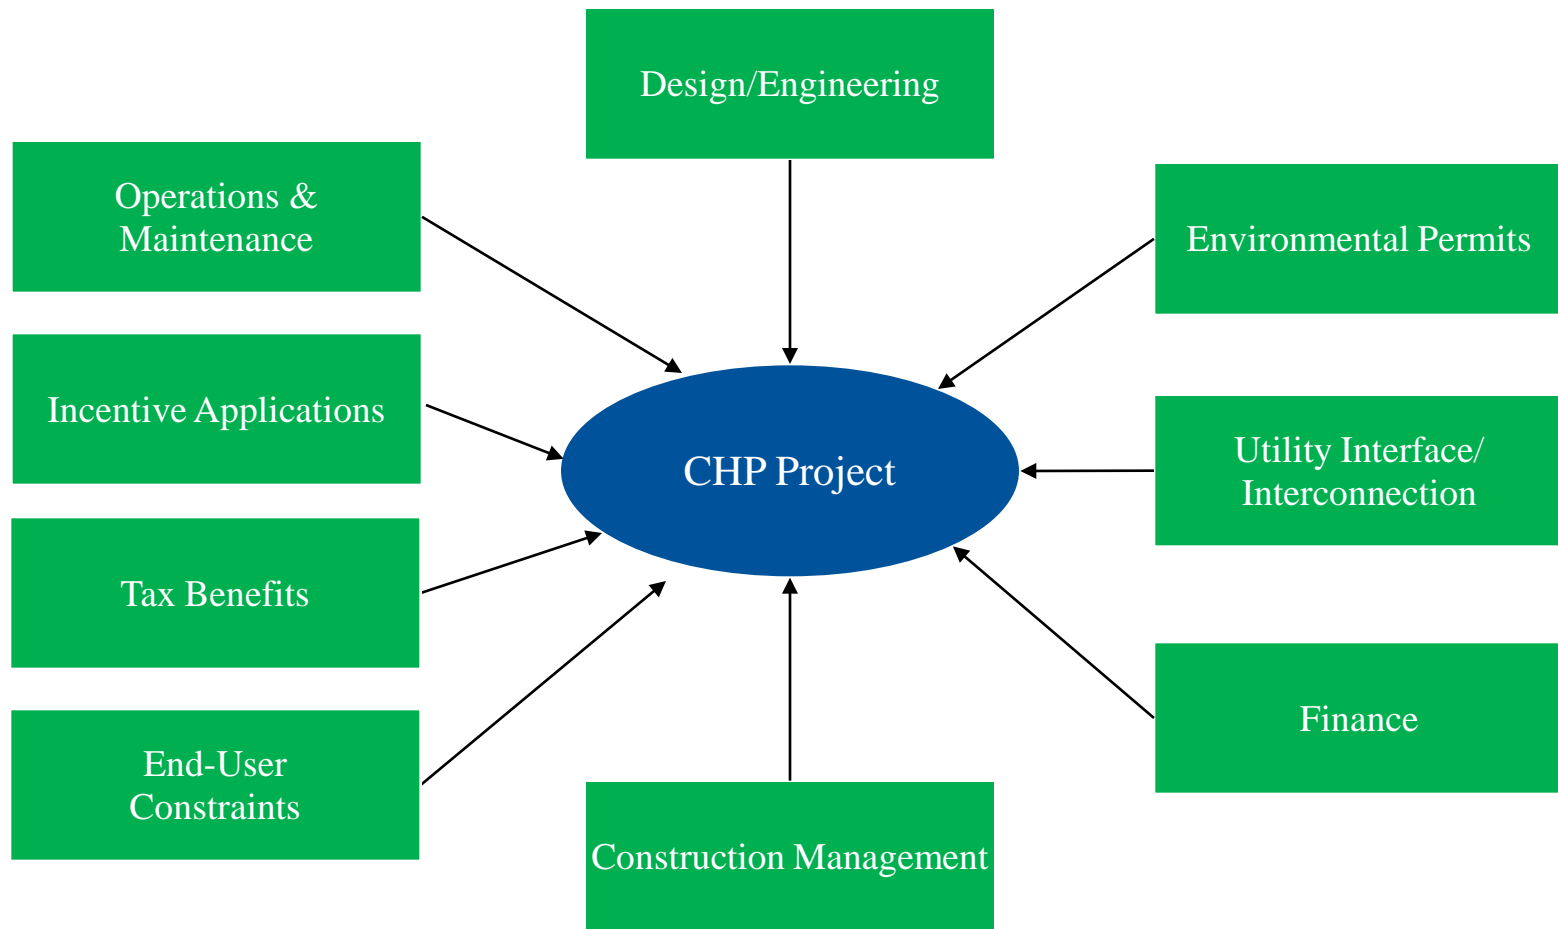 Design/Engineering
Operations &
Maintenance
Environmental Permits
Incentive Applications
Utility Interface/
Interconnection
CHP Project
Tax Benefits
Finance
End-User
Constraints
Construction Management